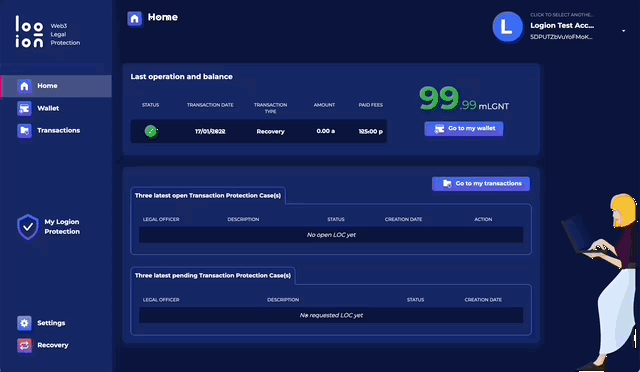 logion
Web3
Legal
Protection
Home
CLICK TO SELECT ANOTHE...
L
Logion Test Acc...
5DPUTZbVuYoFMoK...
Home
Wallet
Transactions
My Logion
Protection
Settings
Recovery
Last operation and balance
STATUS
TRANSACTION DATE
TRANSACTION
TYPE
AMOUNT
PAID FEES
17/01/2022
Recovery
0.00 a
125.00 p
99.99 mLGNT
Go to my wallet
Go to my transactions
Three latest open Transaction Protection Case(s)
LEGAL OFFICER
DESCRIPTION
STATUS
CREATION DATE
ACTION
No open LOC yet
Three latest pending Transaction Protection Case(s)
LEGAL OFFICER
DESCRIPTION
STATUS
CREATION DATE
No requested LOC yet